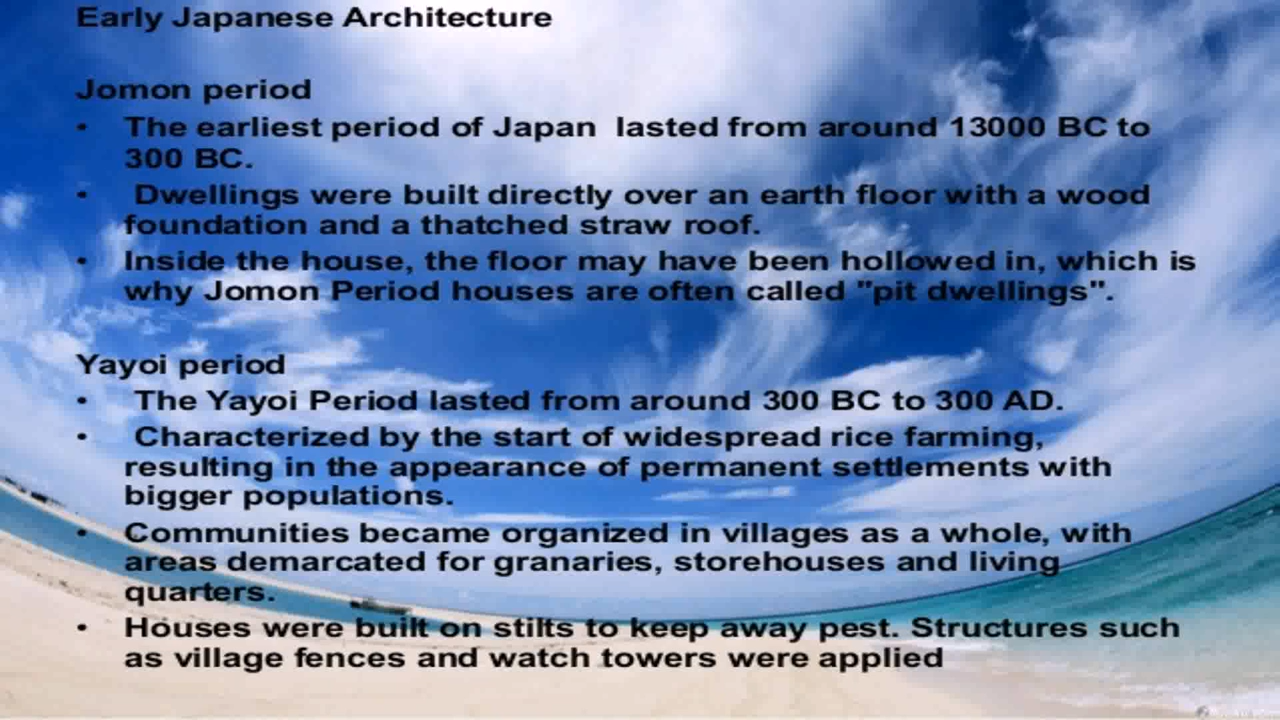 Early Japanese Architecture
Jomon period
• The earliest period of Japan lasted from around 13000 BC to
300 BC.
• Dwellings were built directly over an earth floor with a wood
foundation and a thatched straw roof.
• Inside the house, the floor may have been hollowed in, which is
why Jomon Period houses are often called "pit dwellings".
Yayoi period
• The Yayoi Period lasted from around 300 BC to 300 AD.
• Characterized by the start of widespread rice farming,
resulting in the appearance of permanent settlements with
bigger populations.
• Communities became organized in villages as a whole, with
areas demarcated for granaries, storehouses and living
quarters.
• Houses were built on stilts to keep away pest. Structures such
as village fences and watch towers were applied